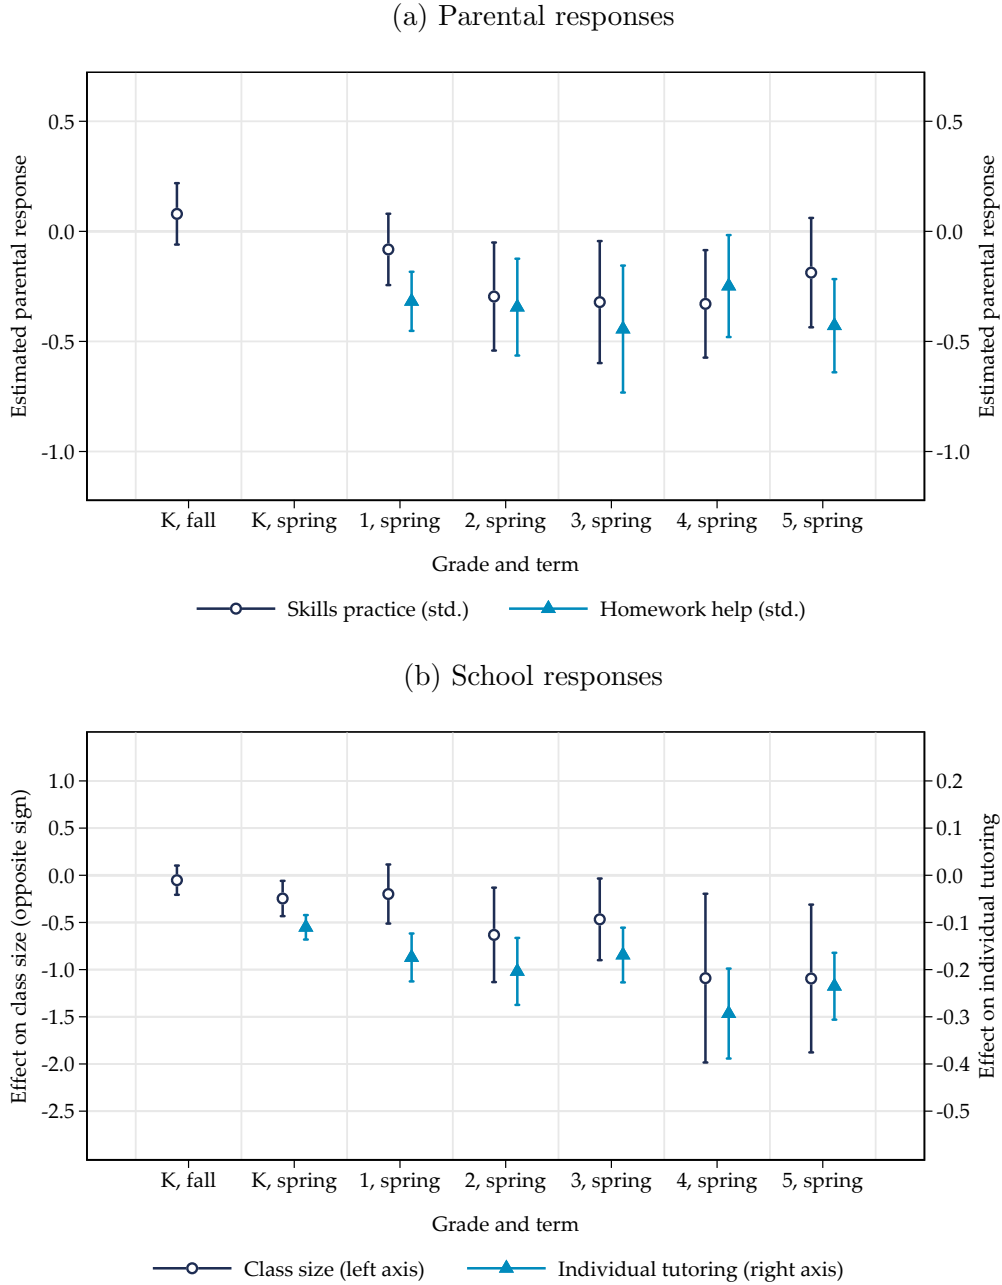 (a) Parental responses
0.5
0.0
-0.5
-1.0
Estimated parental response
0.5
0.0
-0.5
-1.0
Estimated parental response
K, fall K, spring 1, spring 2, spring 3, spring 4, spring 5, spring
Grade and term
Skills practice (std.) Homework help (std.)
(b) School responses
1.0
0.5
0.0
-0.5
-1.0
-1.5
-2.0
-2.5
Effect on class size (opposite sign)
0.2
0.1
0.0
-0.1
-0.2
-0.3
-0.4
-0.5
Effect on individual tutoring
K, fall K, spring 1, spring 2, spring 3, spring 4, spring 5, spring
Grade and term
Class size (left axis) Individual tutoring (right axis)